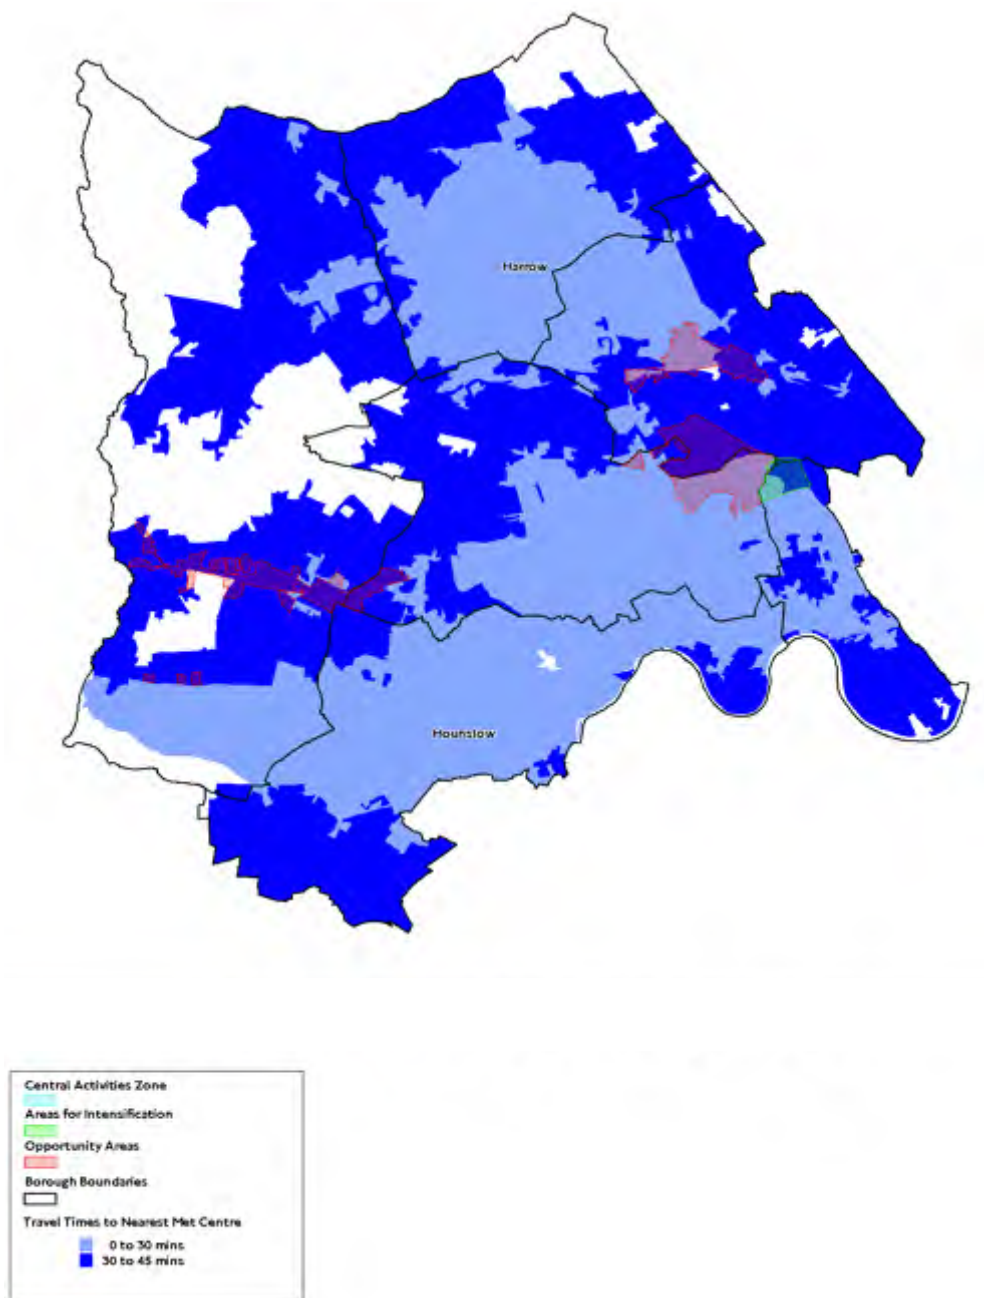 Harrow
Hounslow
Central Activities Zone
Areas for Intensification
Opportunity Areas
Borough Boundaries
Travel Times to Nearest Met Centre
0 to 30 mins
30 to 45 mins